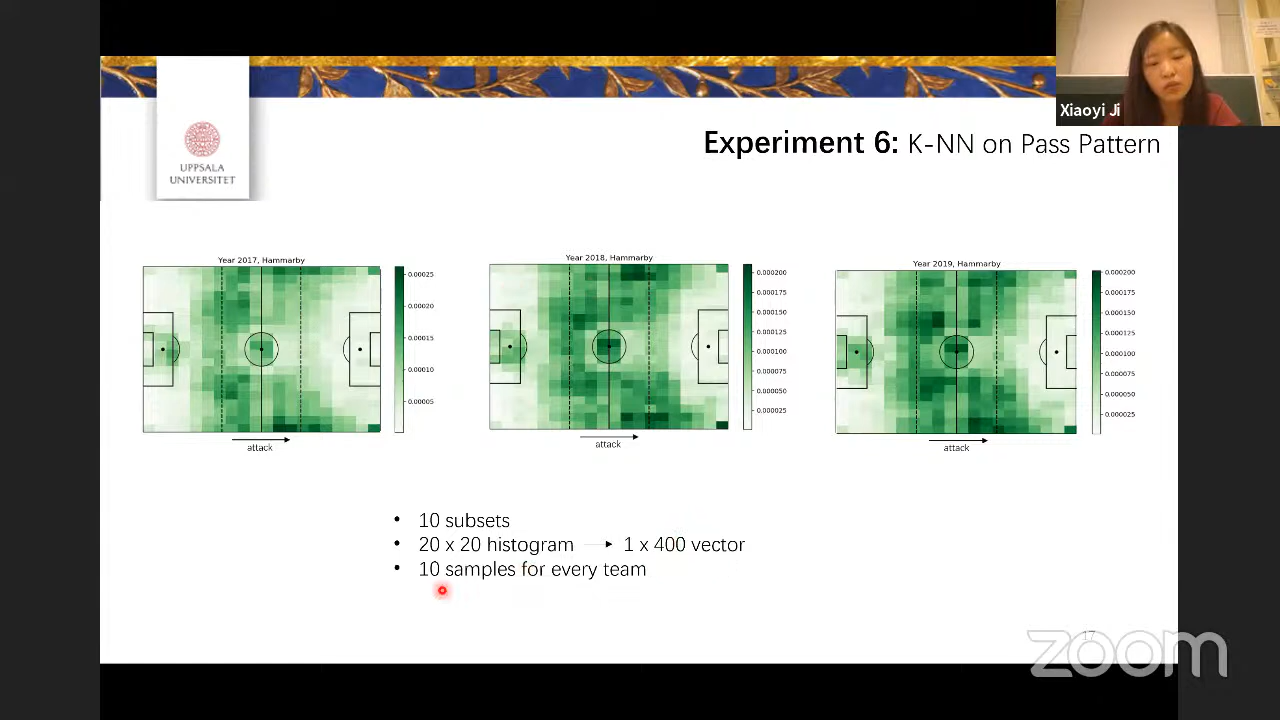 Xiaoyi Ji
UPPSALA
UNIVERSITET
Experiment 6: K-NN on Pass Pattern
Year 2017, Hammarby
0.00025
0.00020
0.00015
0.00010
0.00005
attack
Year 2018, Hammarby
0.000200
0.000175
0.000150
0.000125
0.000100
0.000075
0.000050
0.000025
attack
Year 2019, Hammarby
0.000200
0.000175
0.000150
0.000125
0.000100
0.000075
0.000050
0.000025
attack
• 10 subsets
• 20 x 20 histogram → 1 x 400 vector
• 10 samples for every team
17
zoom